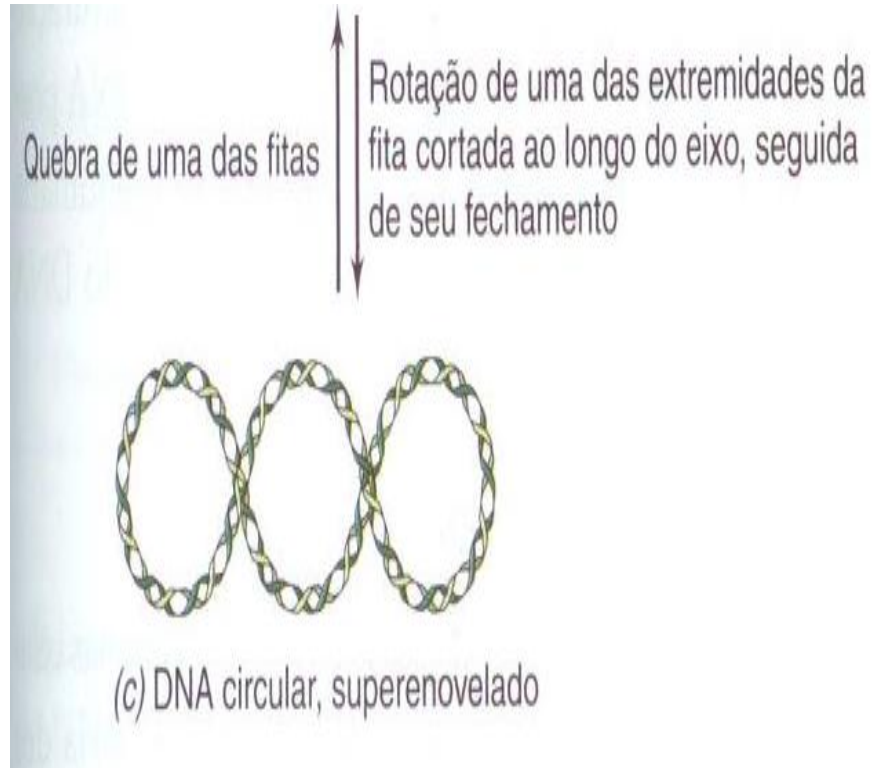 Quebra de uma das fitas
Rotação de uma das extremidades da
fita cortada ao longo do eixo, seguida
de seu fechamento
(c) DNA circular, superenovelado